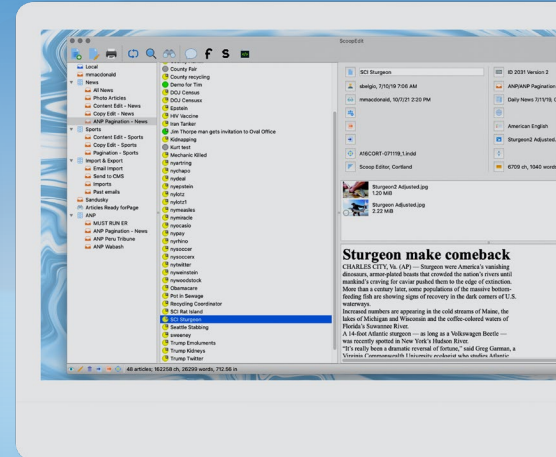 ScoopEdit
f S
Local
mmacdonald
News
All News
Photo Articles
Content Edit - News
Copy Edit - News
ANP Pagination - News
Sports
Content Edit - Sports
Copy Edit - Sports
Pagination - Sports
Import & Export
Email Import
Send to CMS
Imports
Past emails
Sandusky
Articles Ready forPage
ANP
MUST RUN ER
ANP Pagination - News
ANP Peru Tribune
ANP Wabash
County Fair
County recycling
Demo for Tim
DOJ Census
DOJ Censusx
Epstein
HIV Vaccine
Iran Tanker
Jim Thorpe man gets invitation to Oval Office
Kidnapping
Kurt test
Mechanic Killed
nyartring
nychapo
nydeal
nyepstein
nylotz
nylotz1
nymeasles
nymiracle
nyocasio
nypay
nyrhino
nysoccer
nysoccerx
nytwitter
nyweinstein
nywoodstock
Obamacare
Pot in Sewage
Recycling Coordinator
SCI Rat Island
SCI Sturgeon
Seattle Stabbing
sweeney
Trump Emoluments
Trump Kidneys
Trump Twitter
SCI Sturgeon
sbelgio, 7/10/19 7:06 AM
mmacdonald, 10/7/21 2:20 PM
A16CORT-071119_1.indd
Scoop Editor, Cortland
ID 2031 Version 2
ANP/ANP Pagination
Daily News 7/11/19,
American English
Sturgeon2 Adjusted.
6709 ch, 1040 words
Sturgeon2 Adjusted.jpg
1.20 MiB
Sturgeon Adjusted.jpg
2.22 MiB
Sturgeon make comeback
CHARLES CITY, Va. (AP) — Sturgeon were America's vanishing
dinosaurs, armor-plated beasts that crowded the nation's rivers until
mankind's craving for caviar pushed them to the edge of extinction.
More than a century later, some populations of the massive bottom-
feeding fish are showing signs of recovery in the dark corners of U.S.
waterways.
Increased numbers are appearing in the cold streams of Maine, the
lakes of Michigan and Wisconsin and the coffee-colored waters of
Florida's Suwannee River.
A 14-foot Atlantic sturgeon — as long as a Volkswagen Beetle —
was recently spotted in New York's Hudson River.
"It's really been a dramatic reversal of fortune," said Greg Garman, a
Virginia Commonwealth University ecologist who studies Atlantic
48 articles; 162258 ch, 26299 words, 712.56 in